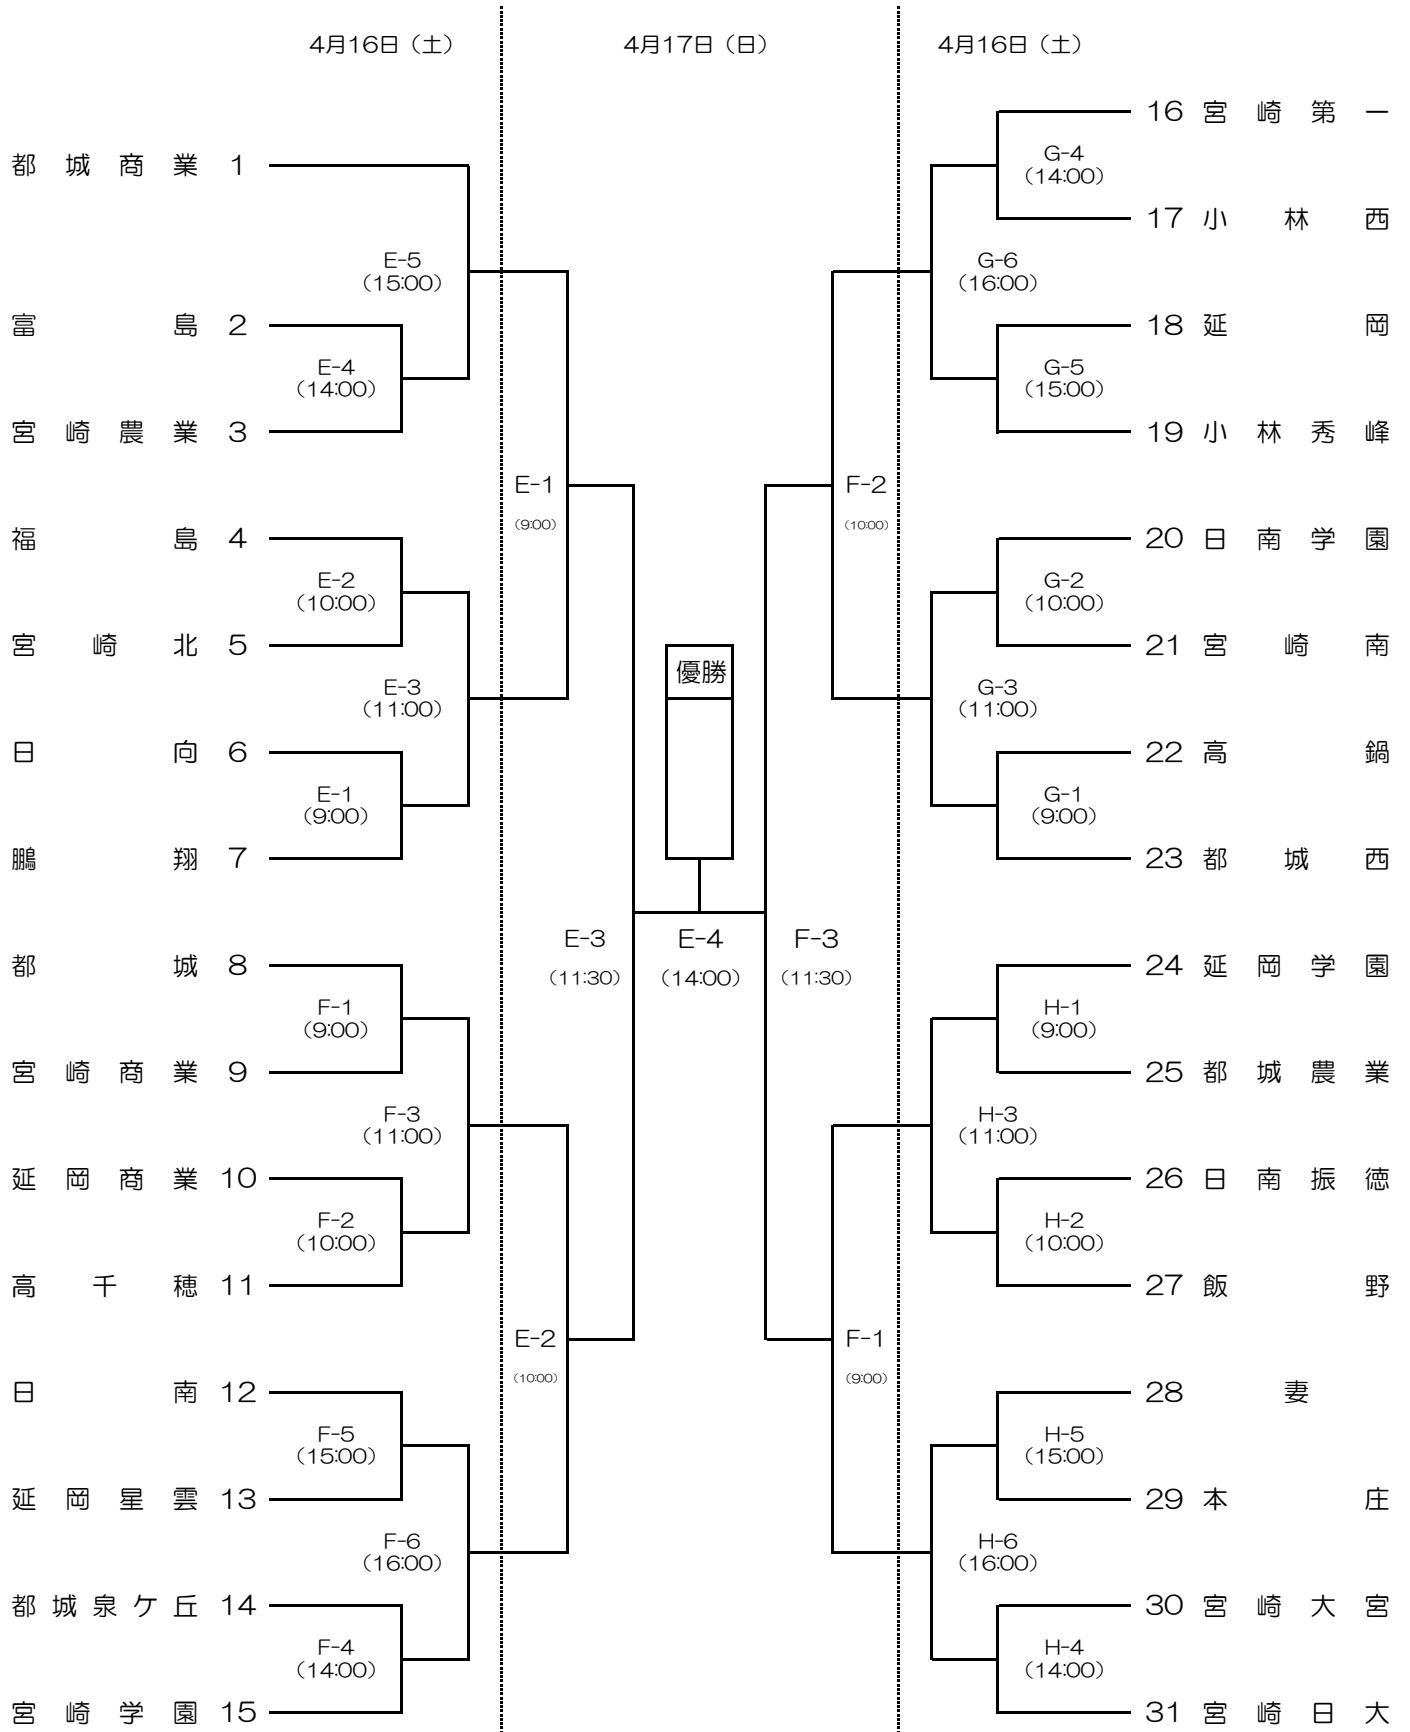 4月16日（土）
4月17日（日）
4月16日（土）
都城商業 1
E-5
（15:00）
富島 2
E-4
（14:00）
宮崎農業 3
E-1
（9:00）
福島 4
E-2
（10:00）
宮崎北 5
E-3
（11:00）
日向 6
E-1
（9:00）
鵬翔 7
都城 8
F-1
（9:00）
宮崎商業 9
F-3
（11:00）
延岡商業 10
F-2
（10:00）
高千穂 11
E-2
（10:00）
日南 12
F-5
（15:00）
延岡星雲 13
F-6
（16:00）
都城泉ケ丘 14
F-4
（14:00）
宮崎学園 15
優勝
E-3
（11:30）
E-4
（14:00）
F-3
（11:30）
16 宮崎第一
G-4
（14:00）
17 小林西
G-6
（16:00）
18 延岡
G-5
（15:00）
19 小林秀峰
F-2
（10:00）
20 日南学園
G-2
（10:00）
21 宮崎南
G-3
（11:00）
22 高鍋
G-1
（9:00）
23 都城西
24 延岡学園
H-1
（9:00）
25 都城農業
H-3
（11:00）
26 日南振徳
H-2
（10:00）
27 飯野
F-1
（9:00）
28 妻
H-5
（15:00）
29 本庄
H-6
（16:00）
30 宮崎大宮
H-4
（14:00）
31 宮崎日大